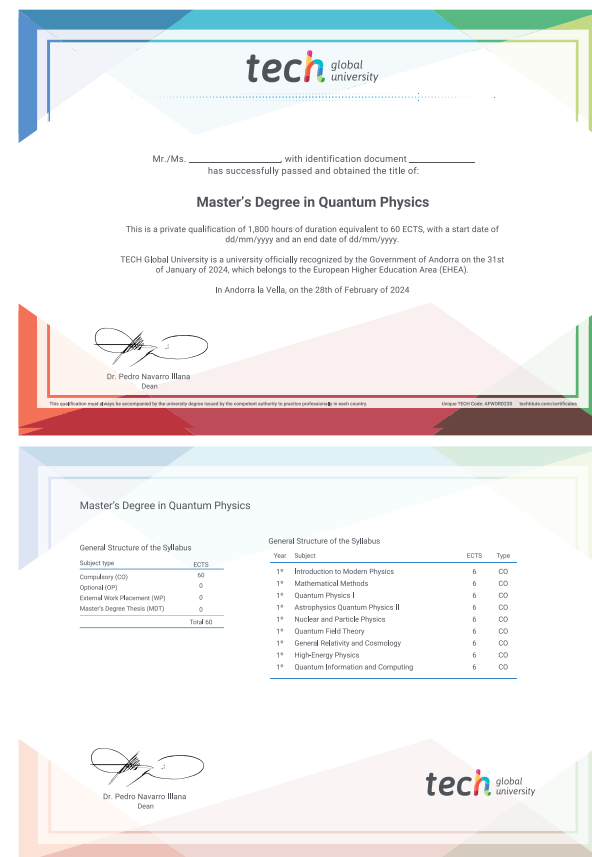 tech global
university
Mr./Ms. ________________, with identification document ____________
has successfully passed and obtained the title of:
Master's Degree in Quantum Physics
This is a private qualification of 1,800 hours of duration equivalent to 60 ECTS, with a start date of
dd/mm/yyyy and an end date of dd/mm/yyyy.
TECH Global University is a university officially recognized by the Government of Andorra on the 31st
of January of 2024, which belongs to the European Higher Education Area (EHEA).
In Andorra la Vella, on the 28th of February of 2024
Dr. Pedro Navarro Illana
Dean
This qualification must always be accompanied by the university degree issued by the competent authority to practice professionally in each country. Unique TECH Code: AFWORD23S techtitute.com/certificates
Master's Degree in Quantum Physics
General Structure of the Syllabus
Subject type ECTS
Compulsory (CO) 60
Optional (OP) 0
External Work Placement (WP) 0
Master's Degree Thesis (MDT) 0
Total 60
General Structure of the Syllabus
Year Subject ECTS Type
1º Introduction to Modern Physics 6 CO
1º Mathematical Methods 6 CO
1º Quantum Physics I 6 CO
1º Astrophysics Quantum Physics II 6 CO
1º Nuclear and Particle Physics 6 CO
1º Quantum Field Theory 6 CO
1º General Relativity and Cosmology 6 CO
1º High-Energy Physics 6 CO
1º Quantum Information and Computing 6 CO
Dr. Pedro Navarro Illana
Dean
tech global
university